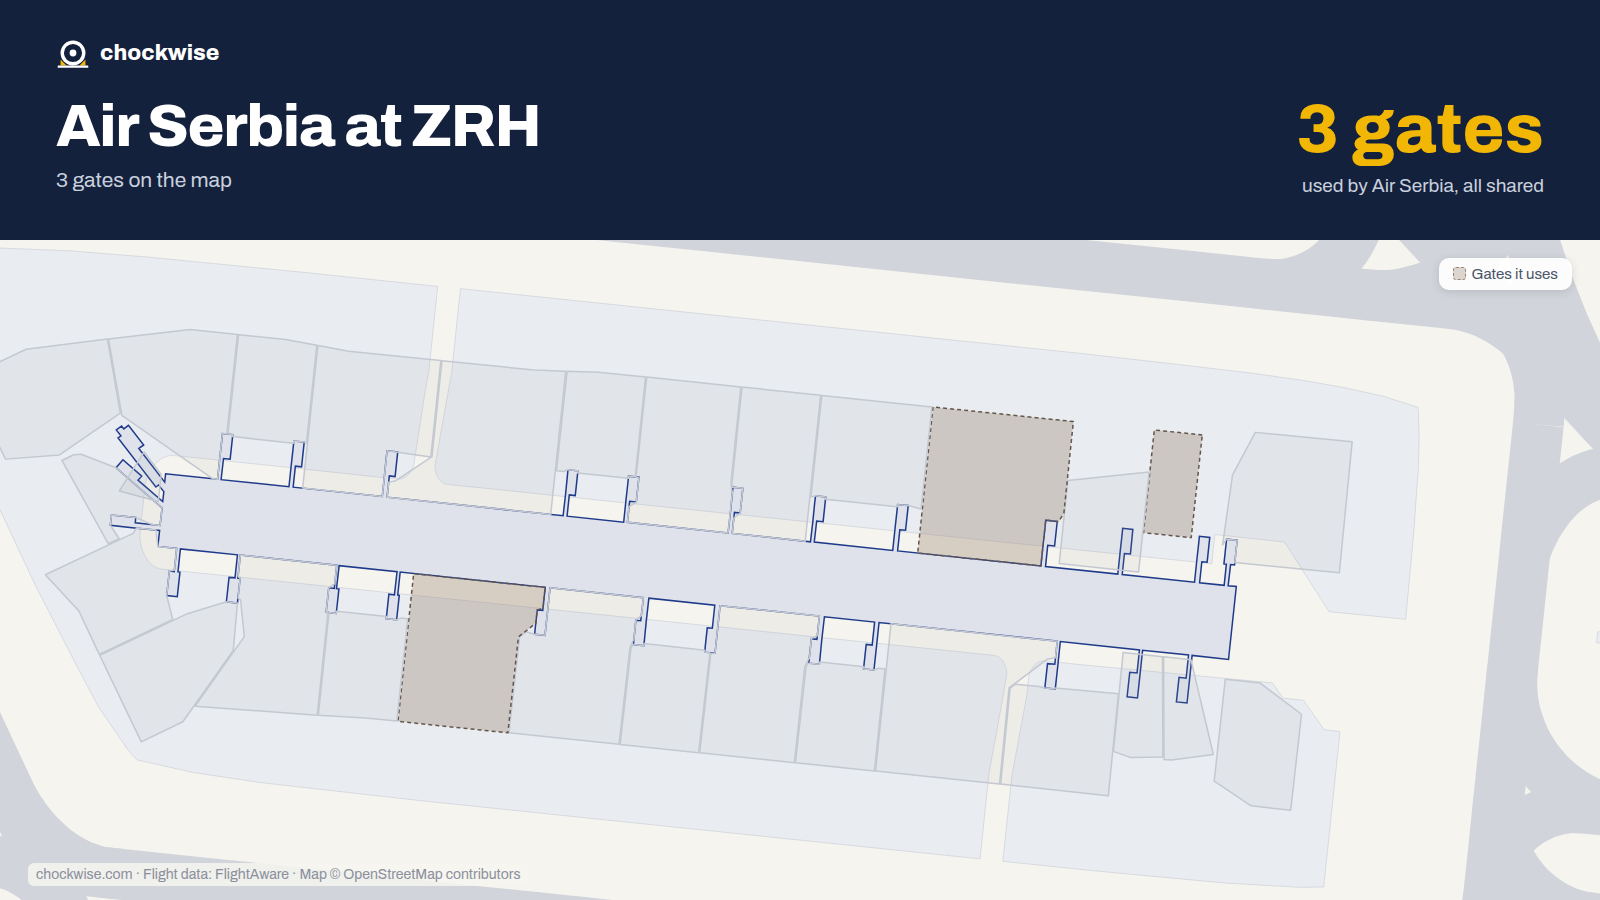 chockwise
Air Serbia at ZRH
3 gates on the map
3 gates
used by Air Serbia, all shared
Gates it uses
chockwise.com · Flight data: FlightAware · Map © OpenStreetMap contributors